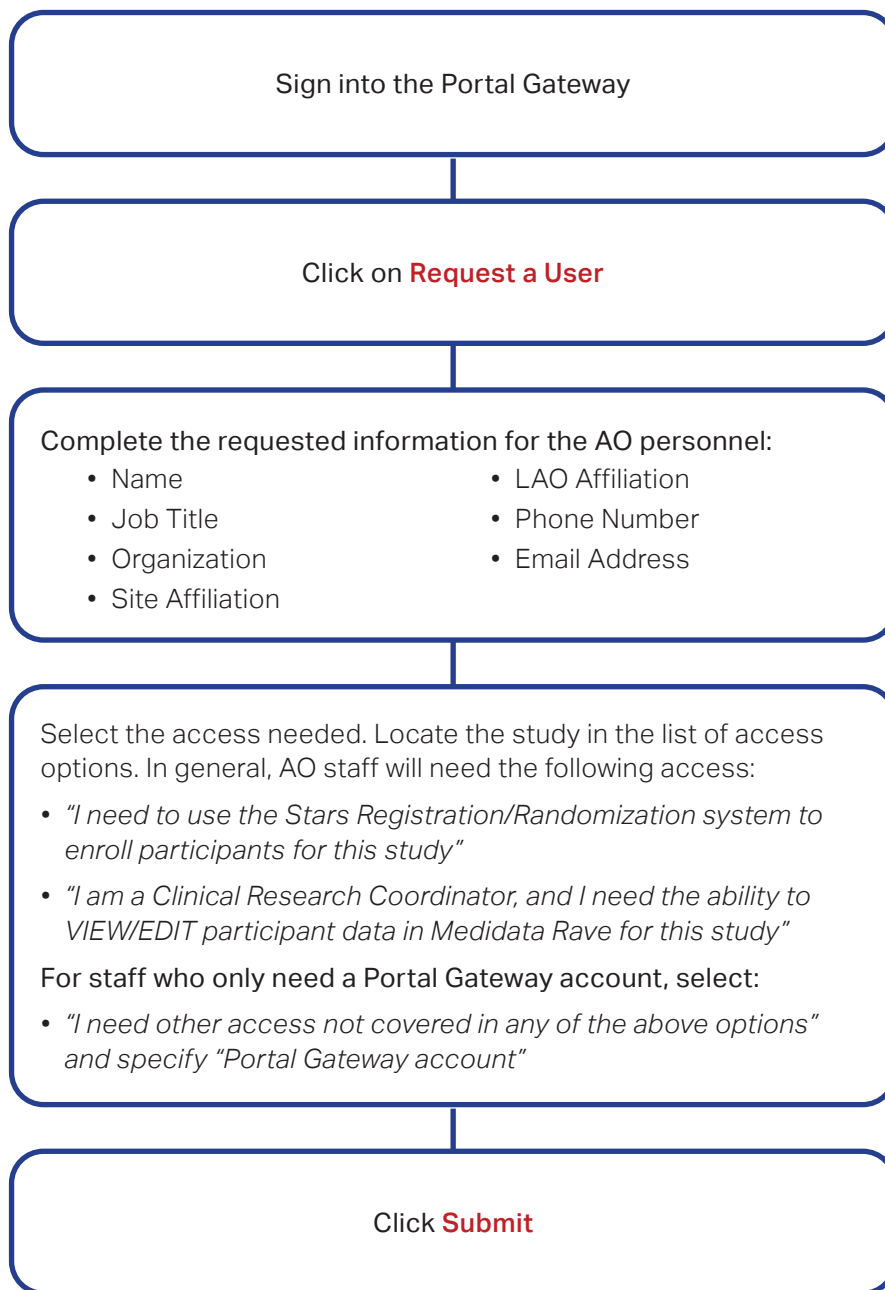 Sign into the Portal Gateway
Click on Request a User
Complete the requested information for the AO personnel:
• Name
• Job Title
• Organization
• Site Affiliation
• LAO Affiliation
• Phone Number
• Email Address
Select the access needed. Locate the study in the list of access
options. In general, AO staff will need the following access:
• “I need to use the Stars Registration/Randomization system to
enroll participants for this study”
• “I am a Clinical Research Coordinator, and I need the ability to
VIEW/EDIT participant data in Medidata Rave for this study”
For staff who only need a Portal Gateway account, select:
• “I need other access not covered in any of the above options”
and specify “Portal Gateway account”
Click Submit